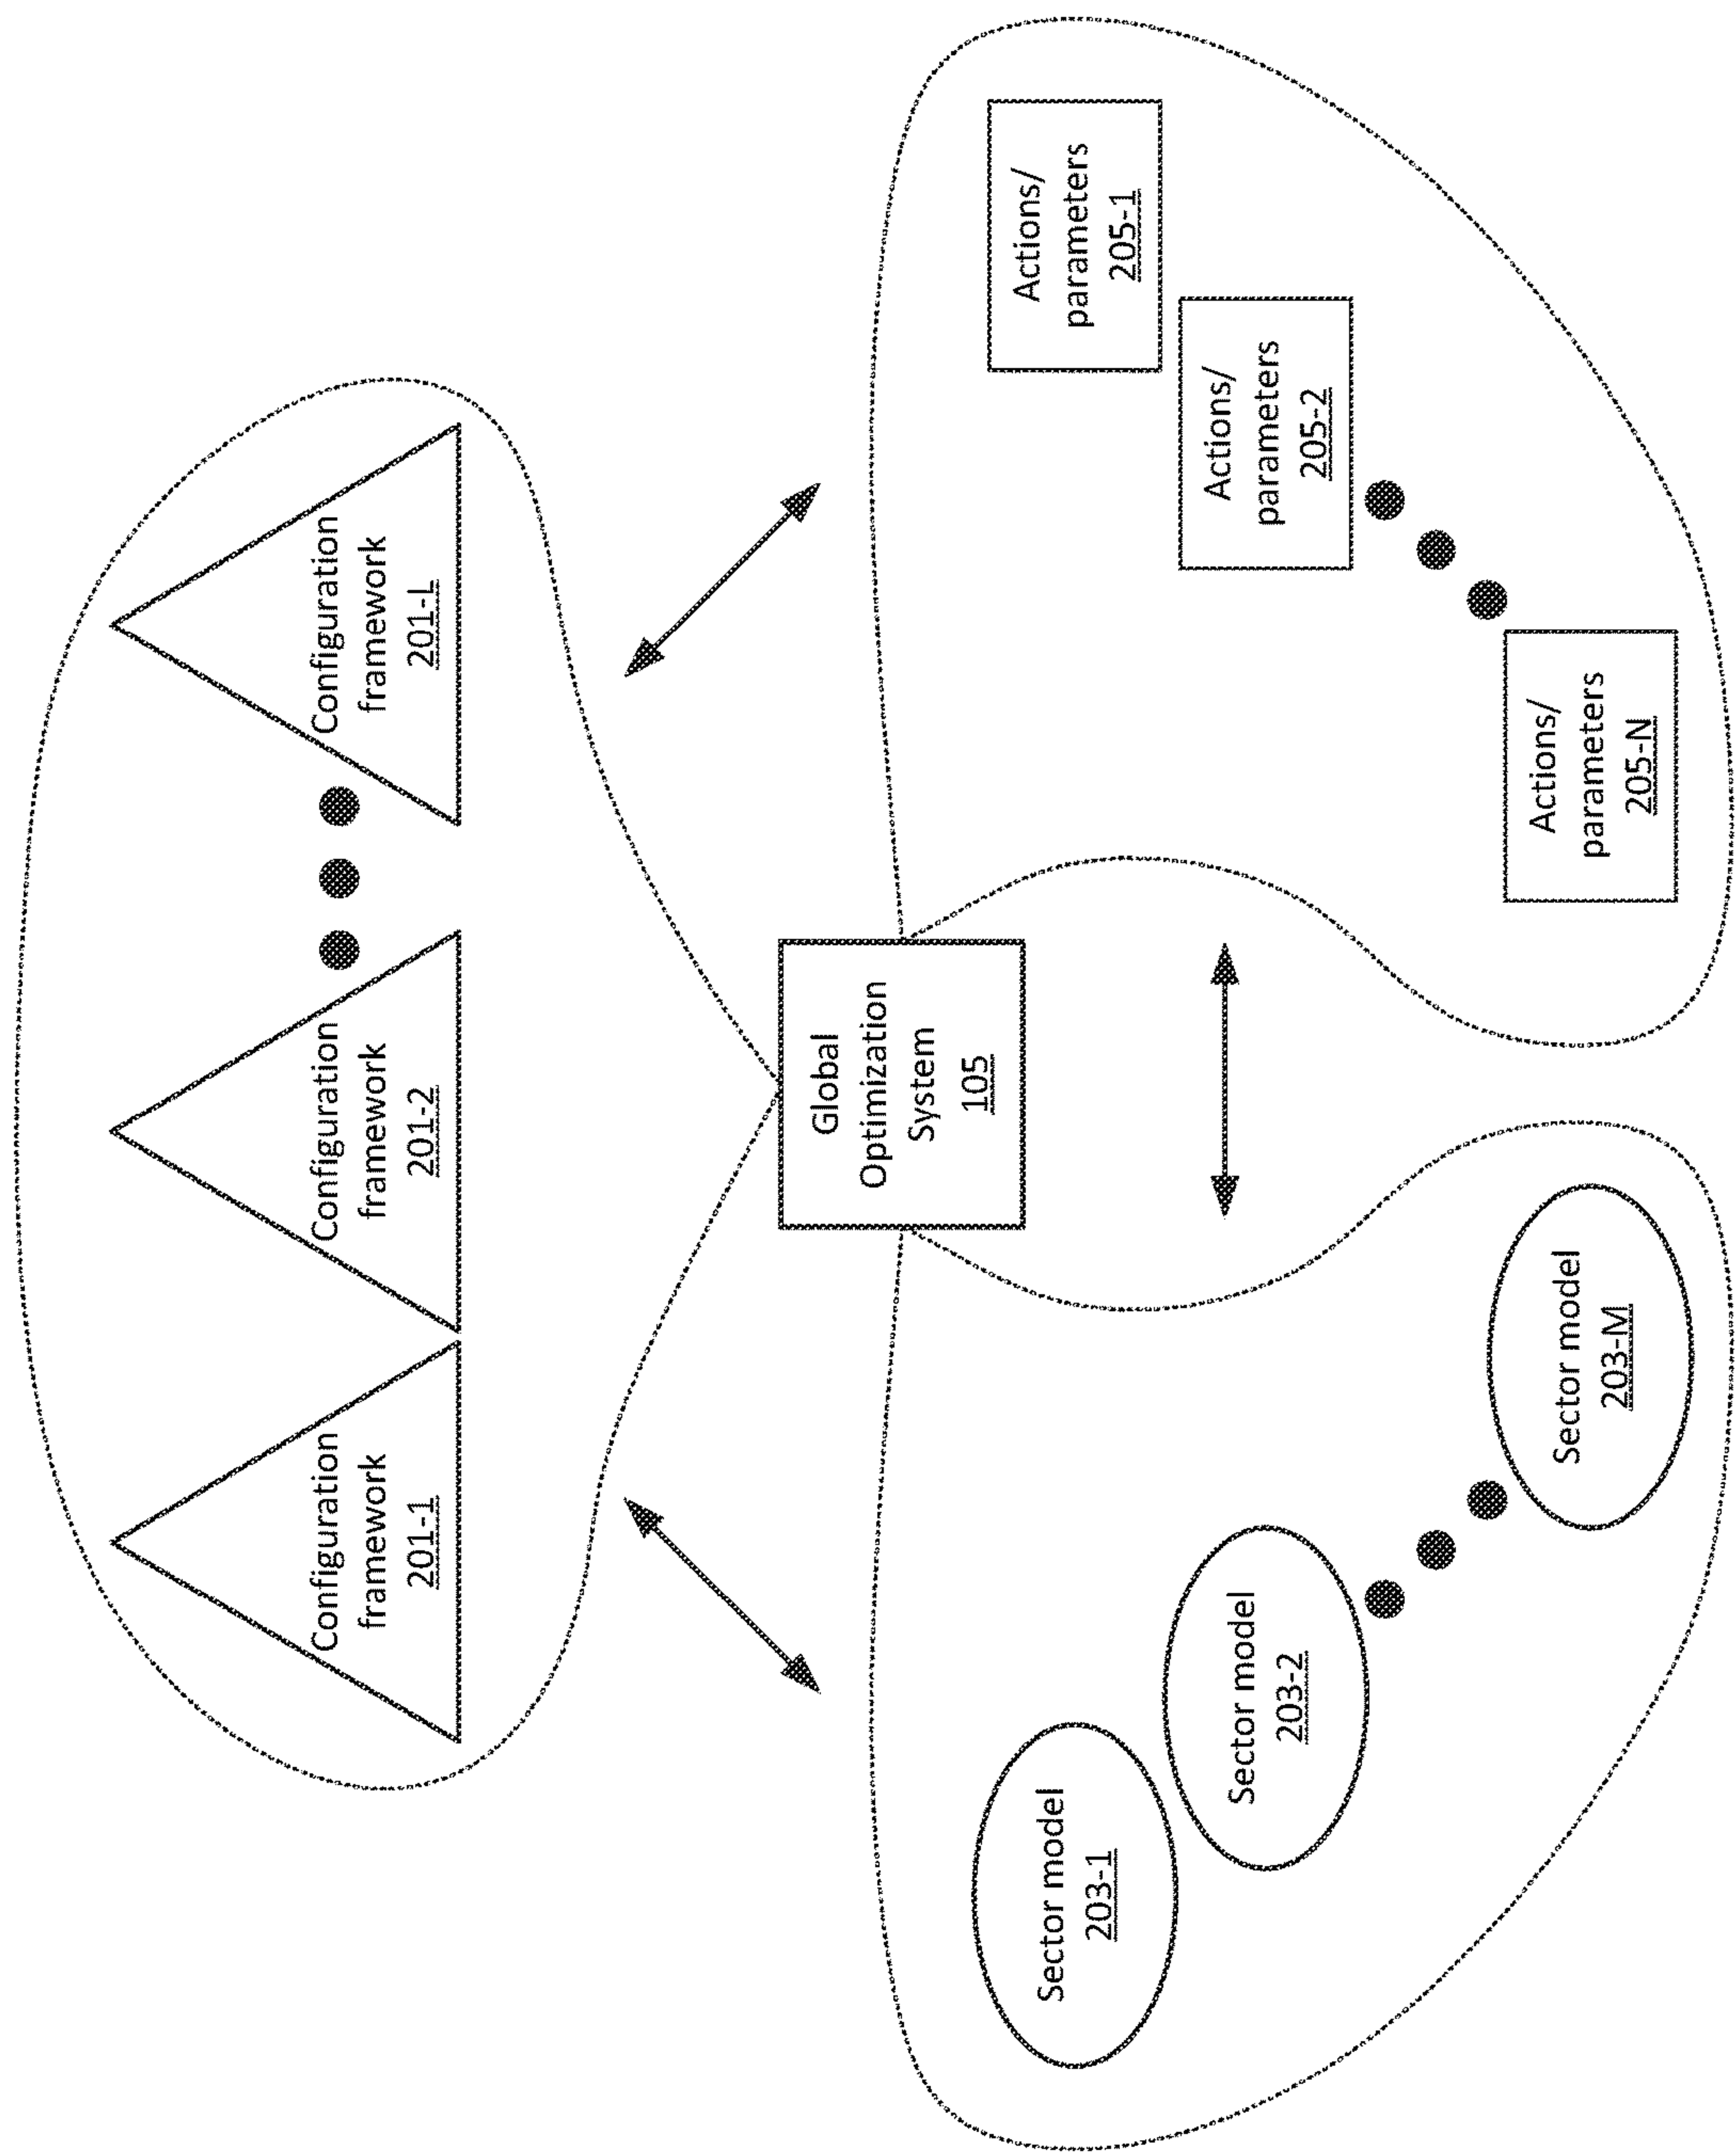 Configuration
framework
201-1
Configuration
framework
201-2
Configuration
framework
201-L
Global
Optimization
System
105
Sector model
203-1
Sector model
203-2
Sector model
203-M
Actions/
parameters
205-1
Actions/
parameters
205-2
Actions/
parameters
205-N